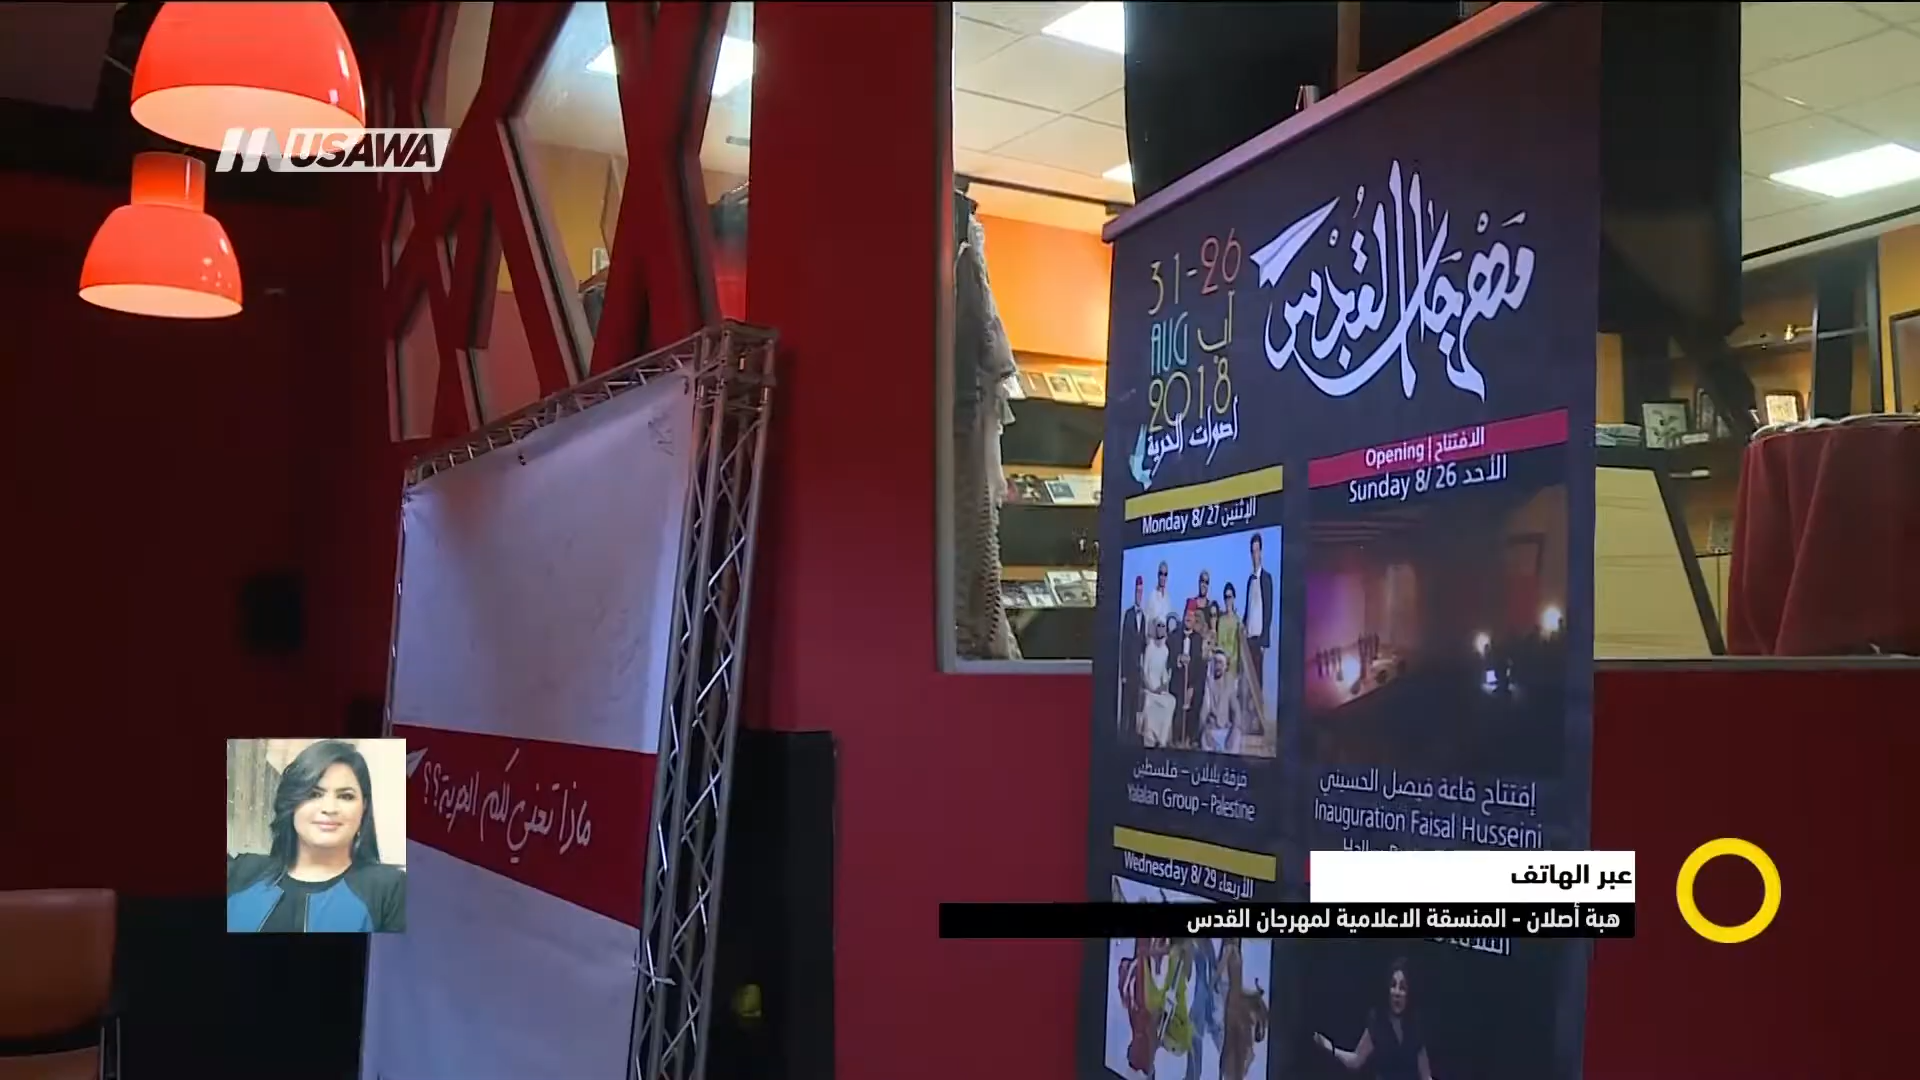 MUSAWA
مهرجان القدس
31-26
AUG آب
2018
أصوات الحرية
الافتتاح | Opening
Sunday 8/ 26 الأحد
Monday 8/ 27 الإثنين
فرقة يلالان – فلسطين
Yalalan Group – Palestine
إفتتاح قاعة فيصل الحسيني
Inauguration Faisal Husseini
Wednesday 8/ 29 الأربعاء
ماذا تعني لكم الحرية؟؟
عبر الهاتف
هبة أصلان - المنسقة الاعلامية لمهرجان القدس